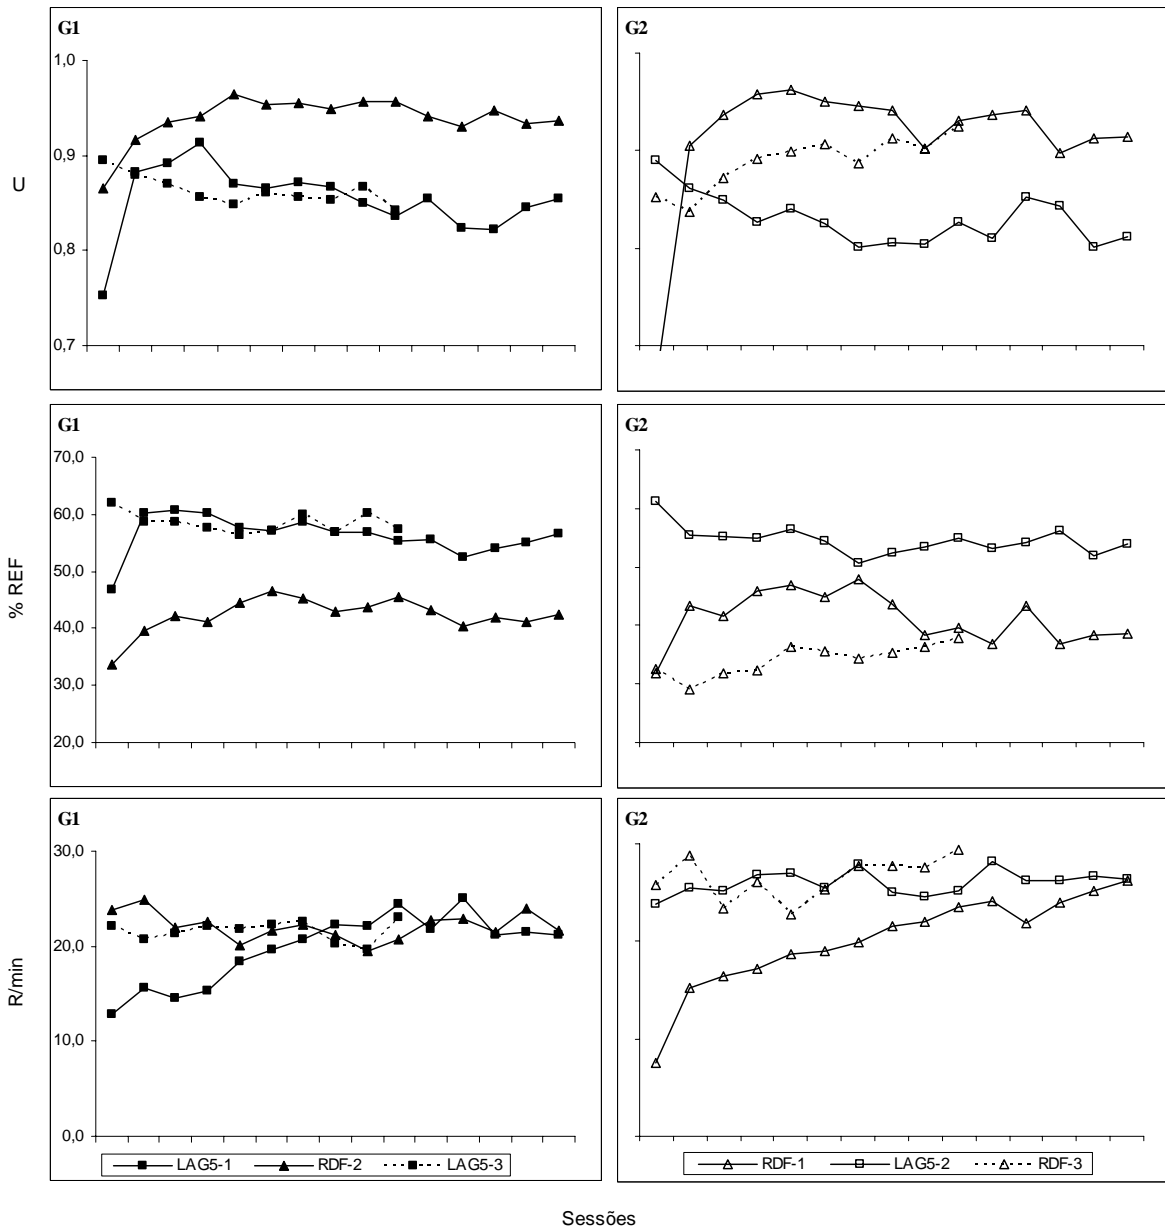 G1
G2
1,0
0,9
0,8
0,7
U
G1
G2
70,0
60,0
50,0
40,0
30,0
20,0
% REF
G1
G2
30,0
20,0
10,0
0,0
R/min
LAG5-1 RDF-2 LAG5-3
RDF-1 LAG5-2 RDF-3
Sessões